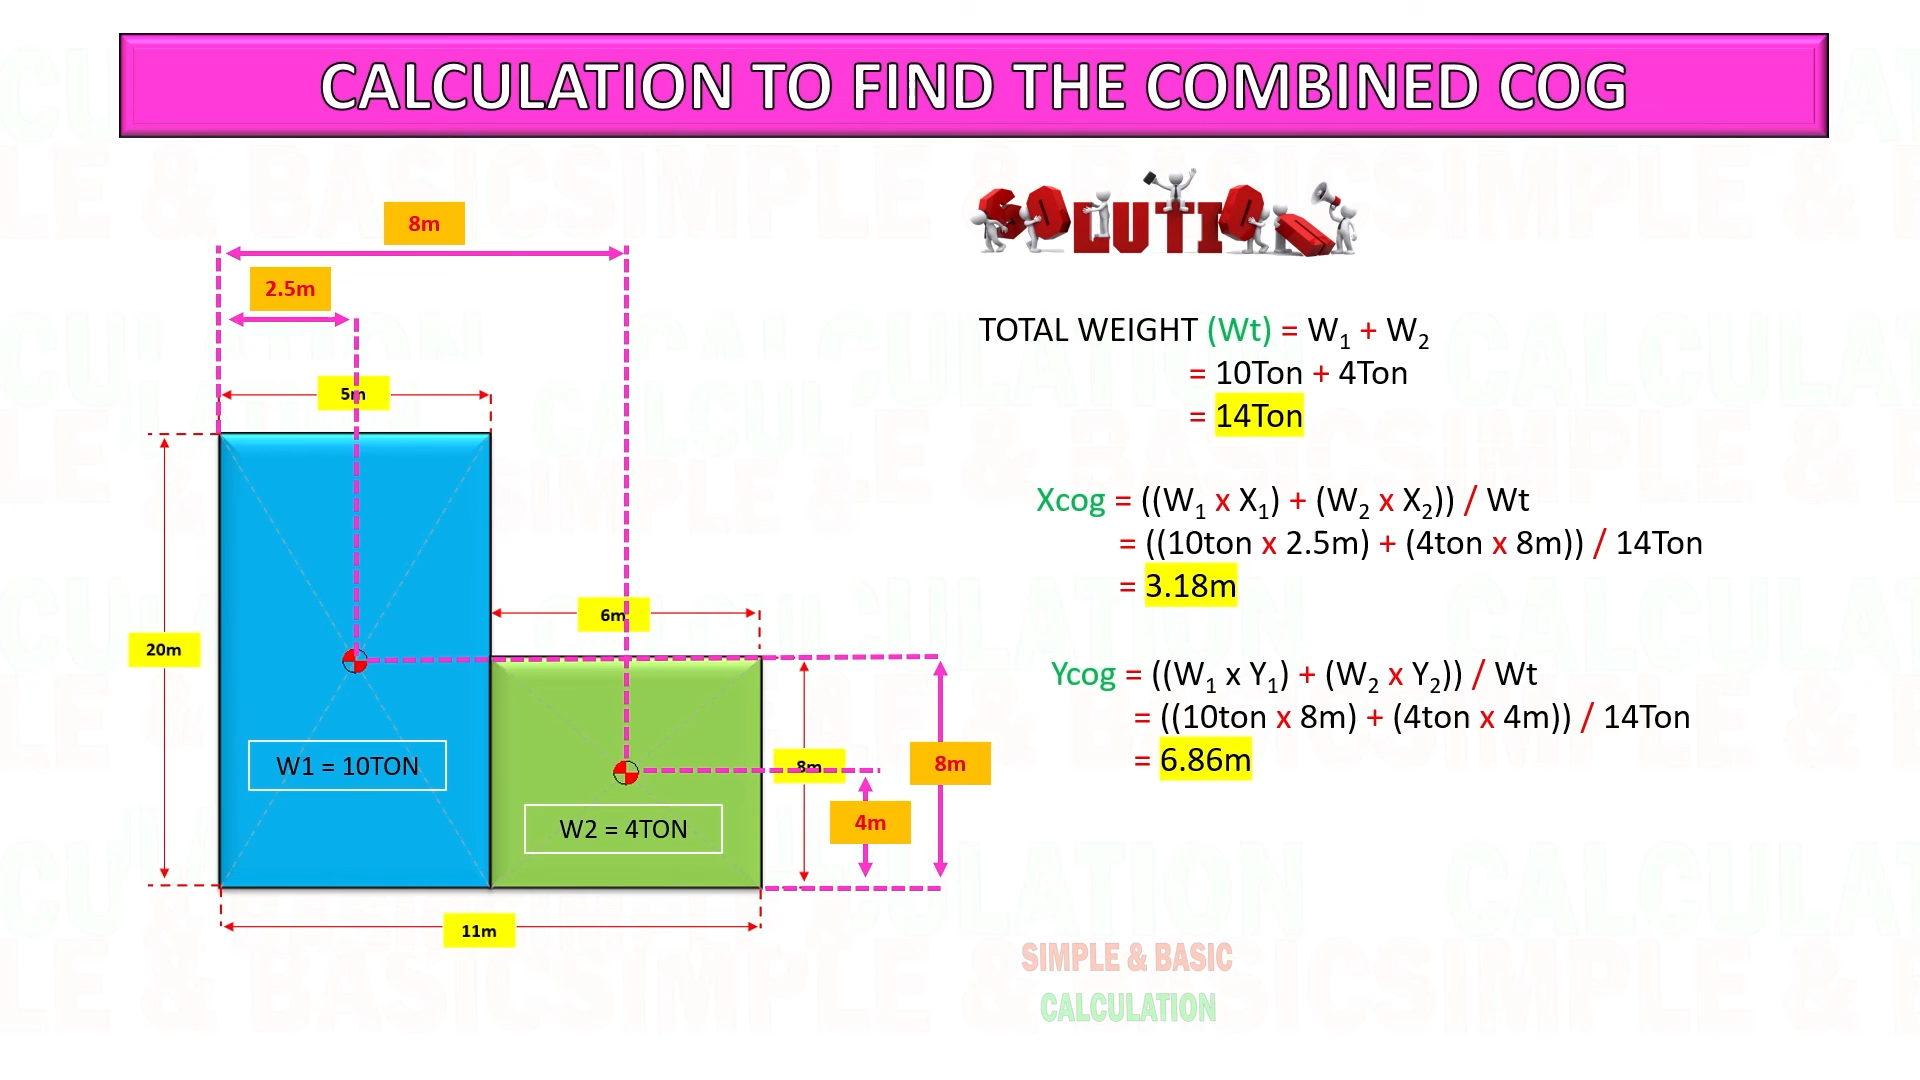 CALCULATION TO FIND THE COMBINED COG
SOLUTION
8m
2.5m
5m
20m
6m
8m
8m
4m
W1 = 10TON
W2 = 4TON
11m
TOTAL WEIGHT (Wt) = W₁ + W₂
= 10Ton + 4Ton
= 14Ton
Xcog = ((W₁ x X₁) + (W₂ x X₂)) / Wt
= ((10ton x 2.5m) + (4ton x 8m)) / 14Ton
= 3.18m
Ycog = ((W₁ x Y₁) + (W₂ x Y₂)) / Wt
= ((10ton x 8m) + (4ton x 4m)) / 14Ton
= 6.86m
SIMPLE & BASIC
CALCULATION